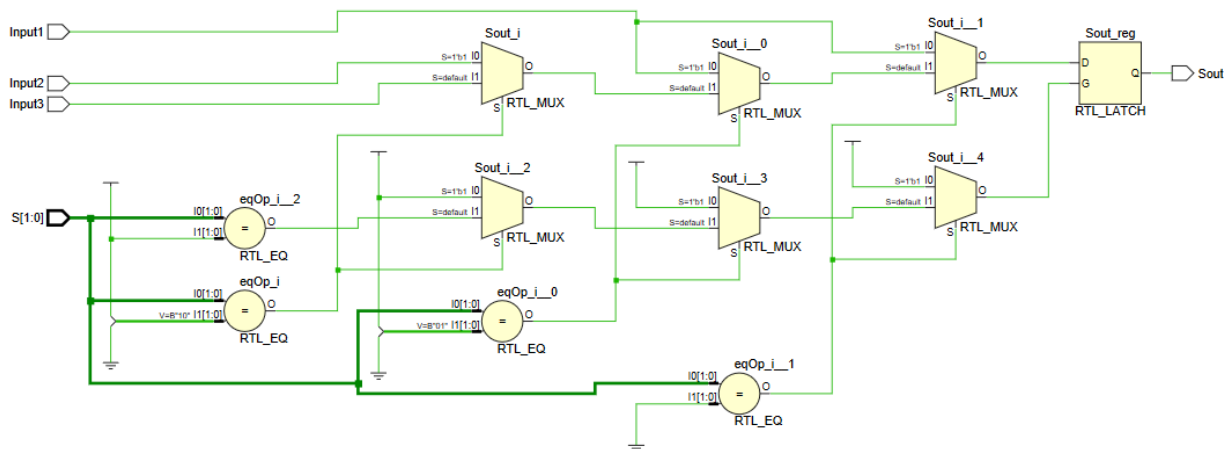 Input1
Input2
Input3
S[1:0]
Sout_i
S=1'b1 I0
S=default I1
O
S
RTL_MUX
Sout_i__0
S=1'b1 I0
S=default I1
O
S
RTL_MUX
Sout_i__1
S=1'b1 I0
S=default I1
O
S
RTL_MUX
Sout_reg
D
G
Q
RTL_LATCH
Sout
Sout_i__2
S=1'b1 I0
S=default I1
O
S
RTL_MUX
Sout_i__3
S=1'b1 I0
S=default I1
O
S
RTL_MUX
Sout_i__4
S=1'b1 I0
S=default I1
O
S
RTL_MUX
eqOp_i__2
I0[1:0]
I1[1:0]
=
O
RTL_EQ
eqOp_i
I0[1:0]
V=B"10" I1[1:0]
=
O
RTL_EQ
eqOp_i__0
I0[1:0]
V=B"01" I1[1:0]
=
O
RTL_EQ
eqOp_i__1
I0[1:0]
I1[1:0]
=
O
RTL_EQ